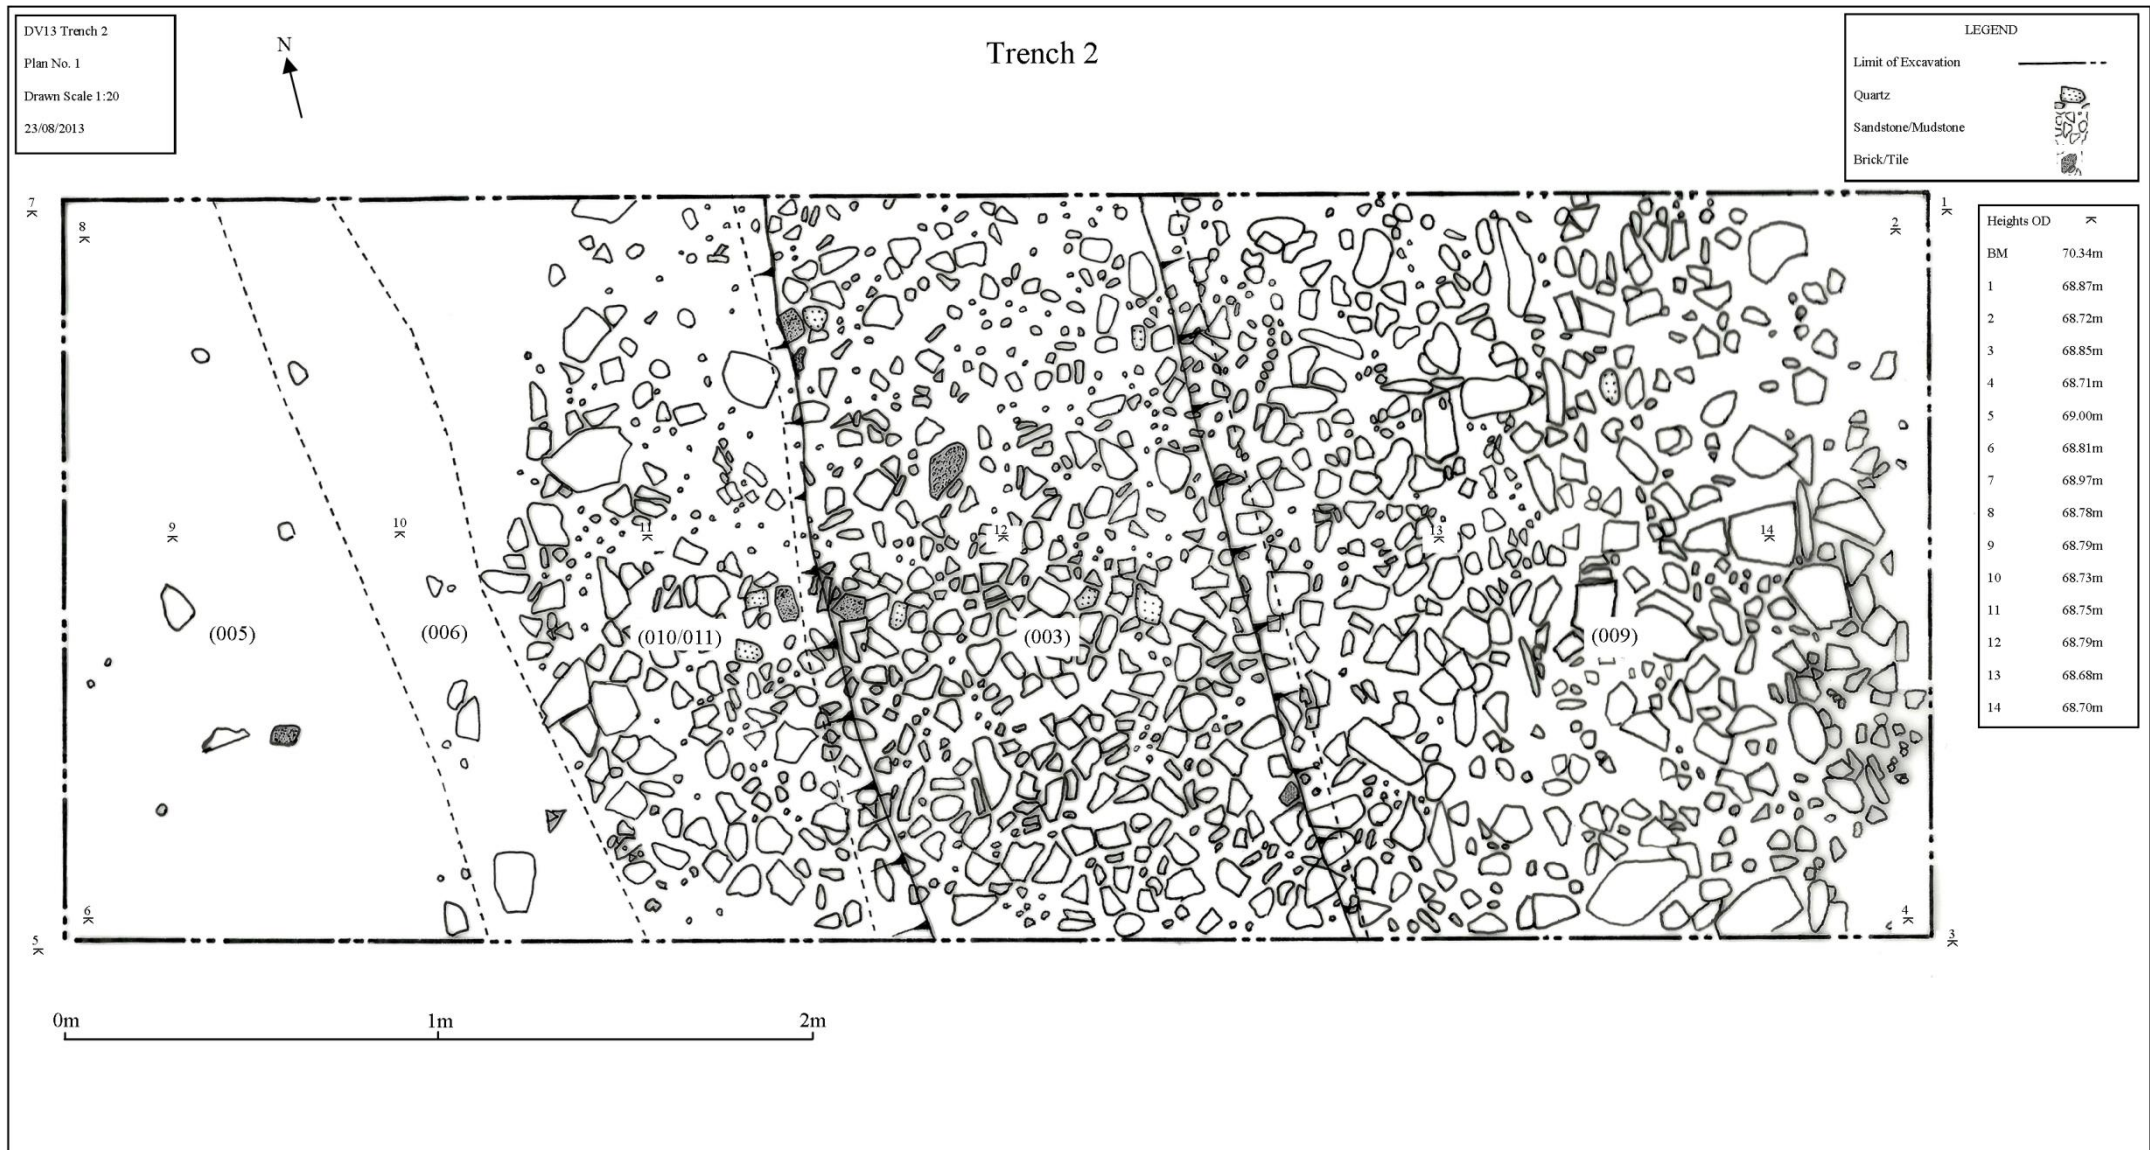 DV13 Trench 2
Plan No. 1
Drawn Scale 1:20
23/08/2013
N
Trench 2
LEGEND
Limit of Excavation
Quartz
Sandstone/Mudstone
Brick/Tile
Heights OD
BM 70.34m
1 68.87m
2 68.72m
3 68.85m
4 68.71m
5 69.00m
6 68.81m
7 68.97m
8 68.78m
9 68.79m
10 68.73m
11 68.75m
12 68.79m
13 68.68m
14 68.70m
7
8
1
2
9
10
11
12
13
14
(005)
(006)
(010/011)
(003)
(009)
6
5
4
3
0m 1m 2m